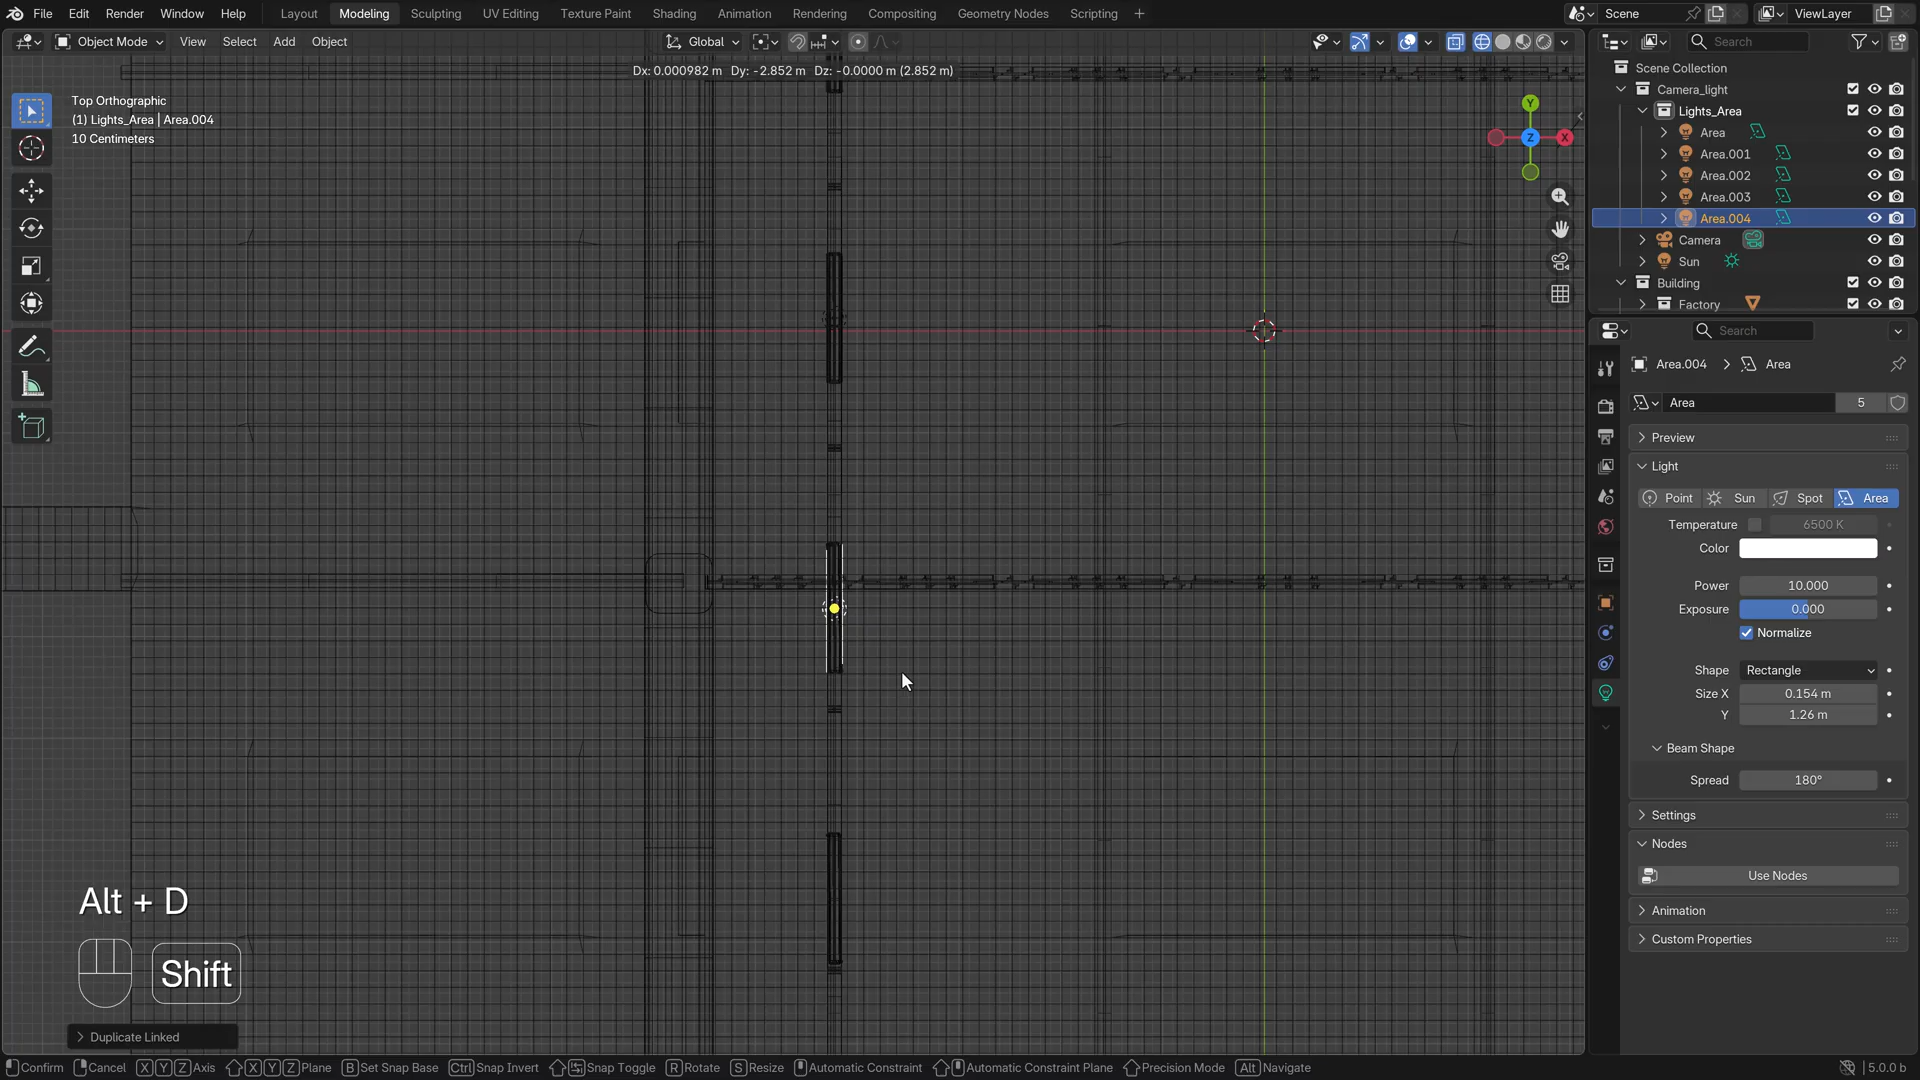 File Edit Render Window Help Layout Modeling Sculpting UV Editing Texture Paint Shading Animation Rendering Compositing Geometry Nodes Scripting Scene ViewLayer
Object Mode View Select Add Object Global Search
Dx: 0.000982 m Dy: -2.852 m Dz: -0.0000 m (2.852 m)
Top Orthographic
(1) Lights_Area | Area.004
10 Centimeters
Y
Z
X
Scene Collection
Camera_light
Lights_Area
Area
Area.001
Area.002
Area.003
Area.004
Camera
Sun
Building
Factory
Search
Area.004 Area
Area 5
Preview
Light
Point Sun Spot Area
Temperature 6500 K
Color
Power 10.000
Exposure 0.000
Normalize
Shape Rectangle
Size X 0.154 m
Y 1.26 m
Beam Shape
Spread 180°
Settings
Nodes
Use Nodes
Animation
Custom Properties
Alt + D
Shift
Duplicate Linked
Confirm Cancel X Y Z Axis X Y Z Plane B Set Snap Base Ctrl Snap Invert Snap Toggle R Rotate S Resize Automatic Constraint Automatic Constraint Plane Precision Mode Alt Navigate 5.0.0 b